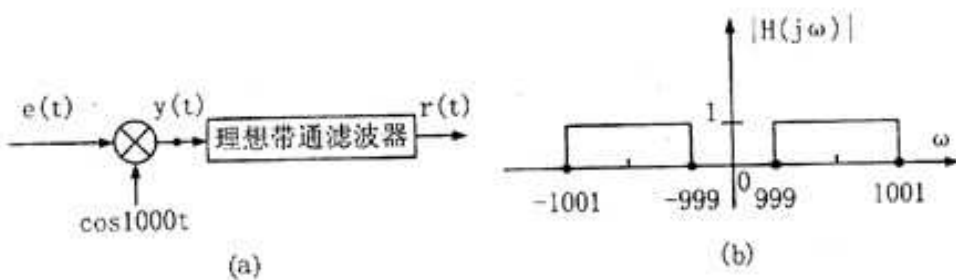 e(t)
y(t)
理想带通滤波器
r(t)
cos1000t
(a)
|H(jω)|
1
ω
0
-1001
-999
999
1001
(b)